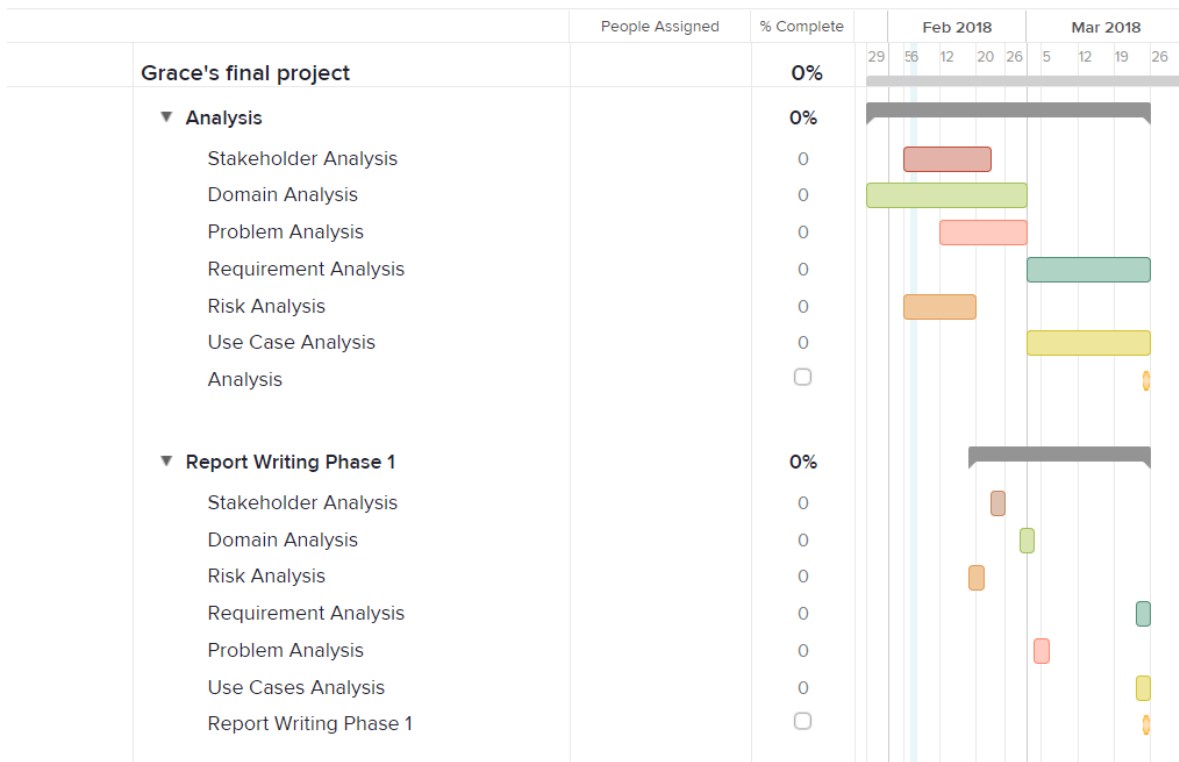 People Assigned % Complete Feb 2018 Mar 2018
29 5 6 12 20 26 5 12 19 26
Grace's final project 0%
▼ Analysis 0%
Stakeholder Analysis 0
Domain Analysis 0
Problem Analysis 0
Requirement Analysis 0
Risk Analysis 0
Use Case Analysis 0
Analysis
▼ Report Writing Phase 1 0%
Stakeholder Analysis 0
Domain Analysis 0
Risk Analysis 0
Requirement Analysis 0
Problem Analysis 0
Use Cases Analysis 0
Report Writing Phase 1